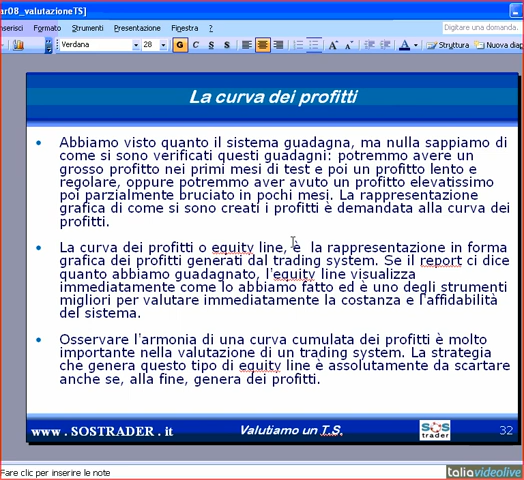 ar08_valutazioneTS]
nserisci Formato Strumenti Presentazione Finestra ? Digitare una domanda.
Verdana 28 G C S S A A A Struttura Nuova diap
La curva dei profitti
• Abbiamo visto quanto il sistema guadagna, ma nulla sappiamo di
come si sono verificati questi guadagni: potremmo avere un
grosso profitto nei primi mesi di test e poi un profitto lento e
regolare, oppure potremmo aver avuto un profitto elevatissimo
poi parzialmente bruciato in pochi mesi. La rappresentazione
grafica di come si sono creati i profitti è demandata alla curva dei
profitti.
• La curva dei profitti o equity line, è la rappresentazione in forma
grafica dei profitti generati dal trading system. Se il report ci dice
quanto abbiamo guadagnato, l'equity line visualizza
immediatamente come lo abbiamo fatto ed è uno degli strumenti
migliori per valutare immediatamente la costanza e l'affidabilità
del sistema.
• Osservare l'armonia di una curva cumulata dei profitti è molto
importante nella valutazione di un trading system. La strategia
che genera questo tipo di equity line è assolutamente da scartare
anche se, alla fine, genera dei profitti.
www . SOSTRADER . it Valutiamo un T.S. SOS trader 32
Fare clic per inserire le note
italiavideolive